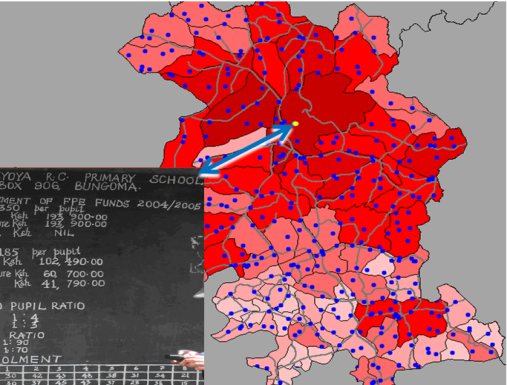 YOYA R.C. PRIMARY SCHOOL
BOX 906, BUNGOMA.
MENT OF FPE FUNDS 2004/2005
350 per pupil
Ksh 193,900-00
ure Ksh 193,900-00
Ksh NIL
185 per pupil
Ksh 102,490-00
ure Ksh 60,700-00
Ksh 41,790-00
PUPIL RATIO
1:4
1:3
RATIO
1:90
1:70
OLMENT